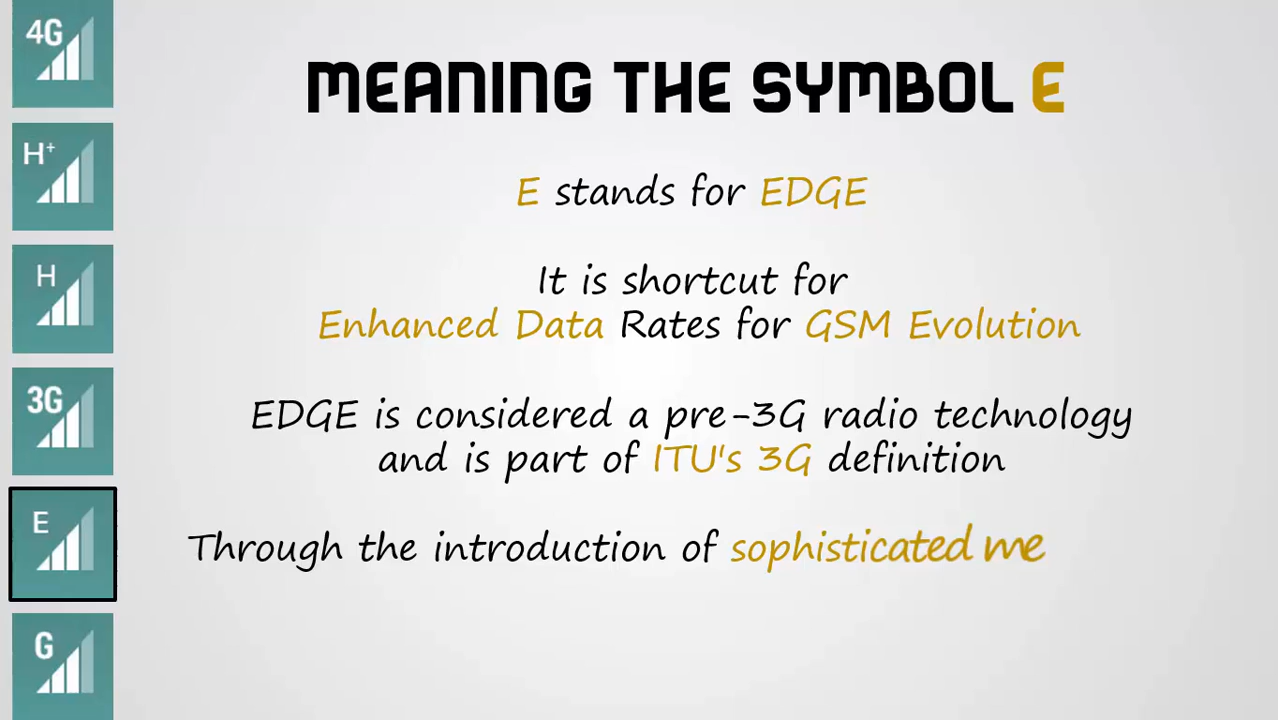 4G
H+
H
3G
E
G
MEANING THE SYMBOL E
E stands for EDGE
It is shortcut for
Enhanced Data Rates for GSM Evolution
EDGE is considered a pre-3G radio technology
and is part of ITU's 3G definition
Through the introduction of sophisticated me